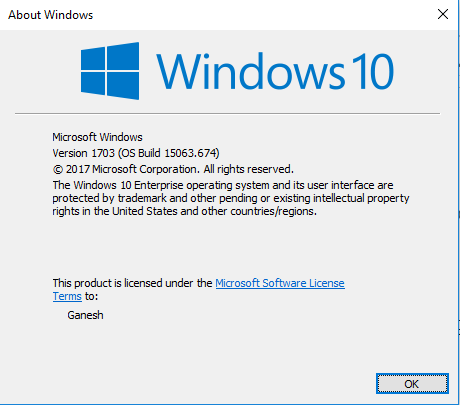 About Windows
Windows 10
Microsoft Windows
Version 1703 (OS Build 15063.674)
© 2017 Microsoft Corporation. All rights reserved.
The Windows 10 Enterprise operating system and its user interface are
protected by trademark and other pending or existing intellectual property
rights in the United States and other countries/regions.
This product is licensed under the Microsoft Software License
Terms to:
Ganesh
OK